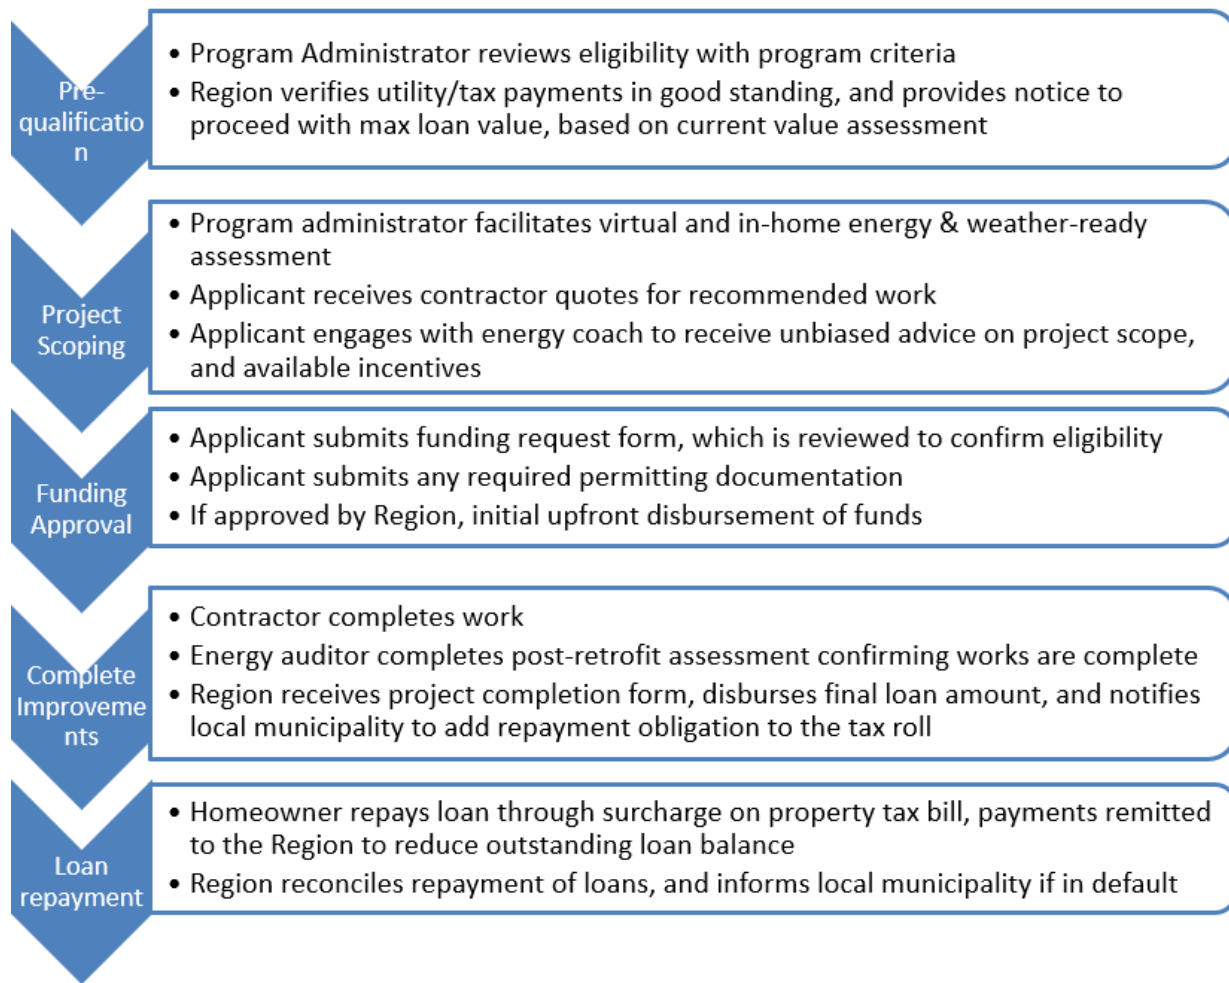 Pre-
qualificatio
n
• Program Administrator reviews eligibility with program criteria
• Region verifies utility/tax payments in good standing, and provides notice to
proceed with max loan value, based on current value assessment
Project
Scoping
• Program administrator facilitates virtual and in-home energy & weather-ready
assessment
• Applicant receives contractor quotes for recommended work
• Applicant engages with energy coach to receive unbiased advice on project scope,
and available incentives
Funding
Approval
• Applicant submits funding request form, which is reviewed to confirm eligibility
• Applicant submits any required permitting documentation
• If approved by Region, initial upfront disbursement of funds
Complete
Improveme
nts
• Contractor completes work
• Energy auditor completes post-retrofit assessment confirming works are complete
• Region receives project completion form, disburses final loan amount, and notifies
local municipality to add repayment obligation to the tax roll
Loan
repayment
• Homeowner repays loan through surcharge on property tax bill, payments remitted
to the Region to reduce outstanding loan balance
• Region reconciles repayment of loans, and informs local municipality if in default